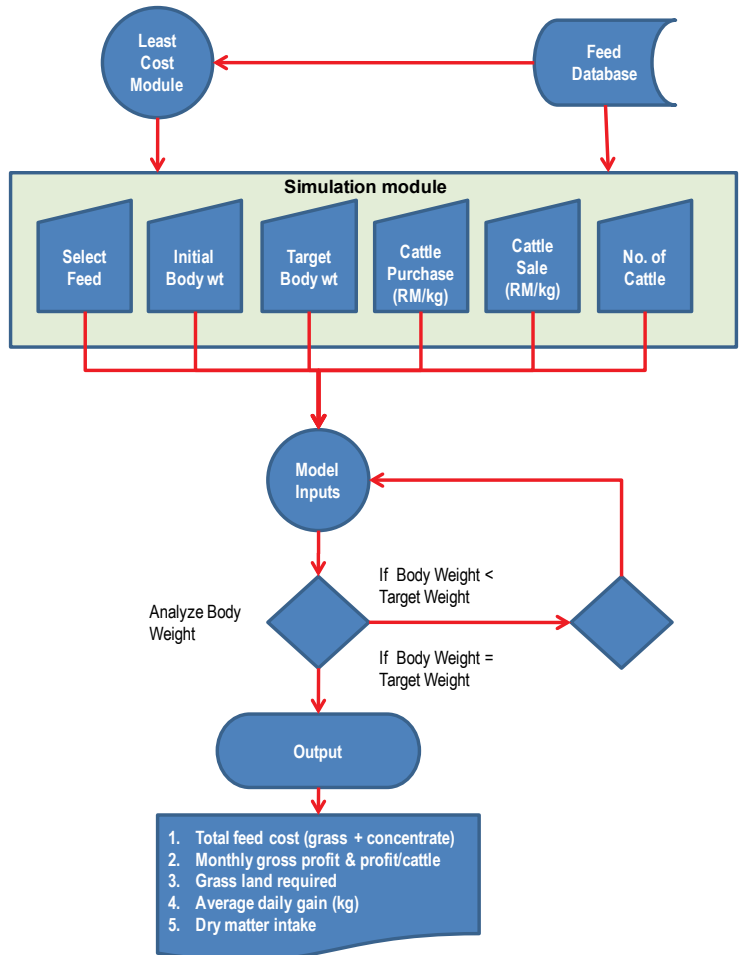 Least
Cost
Module
Feed
Database
Simulation module
Select
Feed
Initial
Body wt
Target
Body wt
Cattle
Purchase
(RM/kg)
Cattle
Sale
(RM/kg)
No. of
Cattle
Model
Inputs
If Body Weight <
Target Weight
Analyze Body
Weight
If Body Weight =
Target Weight
Output
1. Total feed cost (grass + concentrate)
2. Monthly gross profit & profit/cattle
3. Grass land required
4. Average daily gain (kg)
5. Dry matter intake